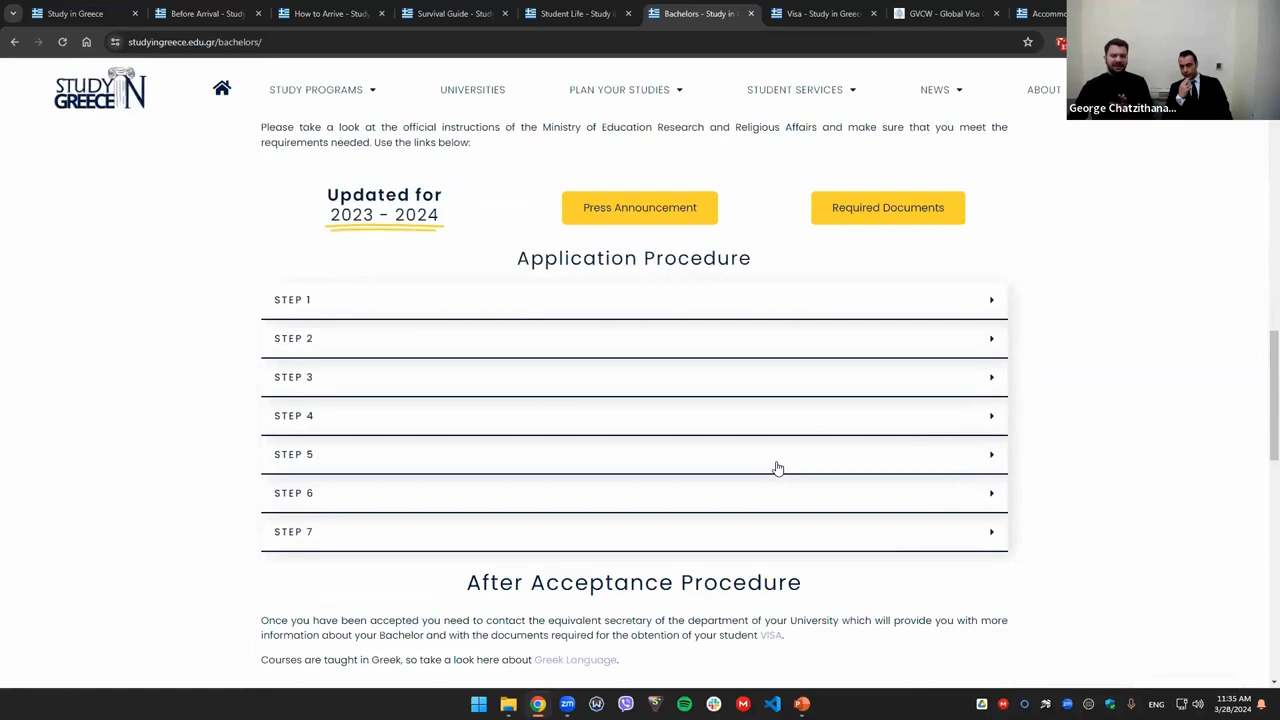 Study in Greece
Before Arrival - Study
How to Arrive - Study
Survival Guide - Study
Student Life - Study
Bachelors - Study in
Visa - Study in Greece
GVCW - Global Visa
Accomm
studyingreece.edu.gr/bachelors/
STUDY IN
GREECE
STUDY PROGRAMS
UNIVERSITIES
PLAN YOUR STUDIES
STUDENT SERVICES
NEWS
ABOUT
George Chatzithana...
Please take a look at the official instructions of the Ministry of Education Research and Religious Affairs and make sure that you meet the
requirements needed. Use the links below:
Updated for
2023 - 2024
Press Announcement
Required Documents
Application Procedure
STEP 1
STEP 2
STEP 3
STEP 4
STEP 5
STEP 6
STEP 7
After Acceptance Procedure
Once you have been accepted you need to contact the equivalent secretary of the department of your University which will provide you with more
information about your Bachelor and with the documents required for the obtention of your student VISA.
Courses are taught in Greek, so take a look here about Greek Language.
ENG
11:35 AM
3/28/2024